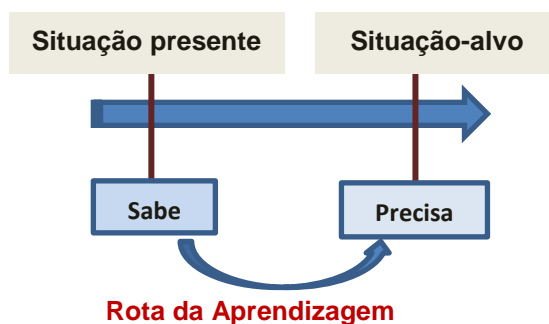 Situação presente
Situação-alvo
Sabe
Precisa
Rota da Aprendizagem